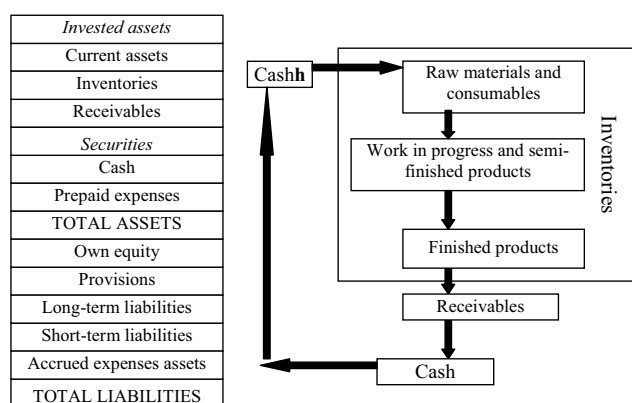 Invested assets
Current assets
Inventories
Receivables
Securities
Cash
Prepaid expenses
TOTAL ASSETS
Own equity
Provisions
Long-term liabilities
Short-term liabilities
Accrued expenses assets
TOTAL LIABILITIES
Cashh
Raw materials and
consumables
Work in progress and semi-
finished products
Finished products
Inventories
Receivables
Cash